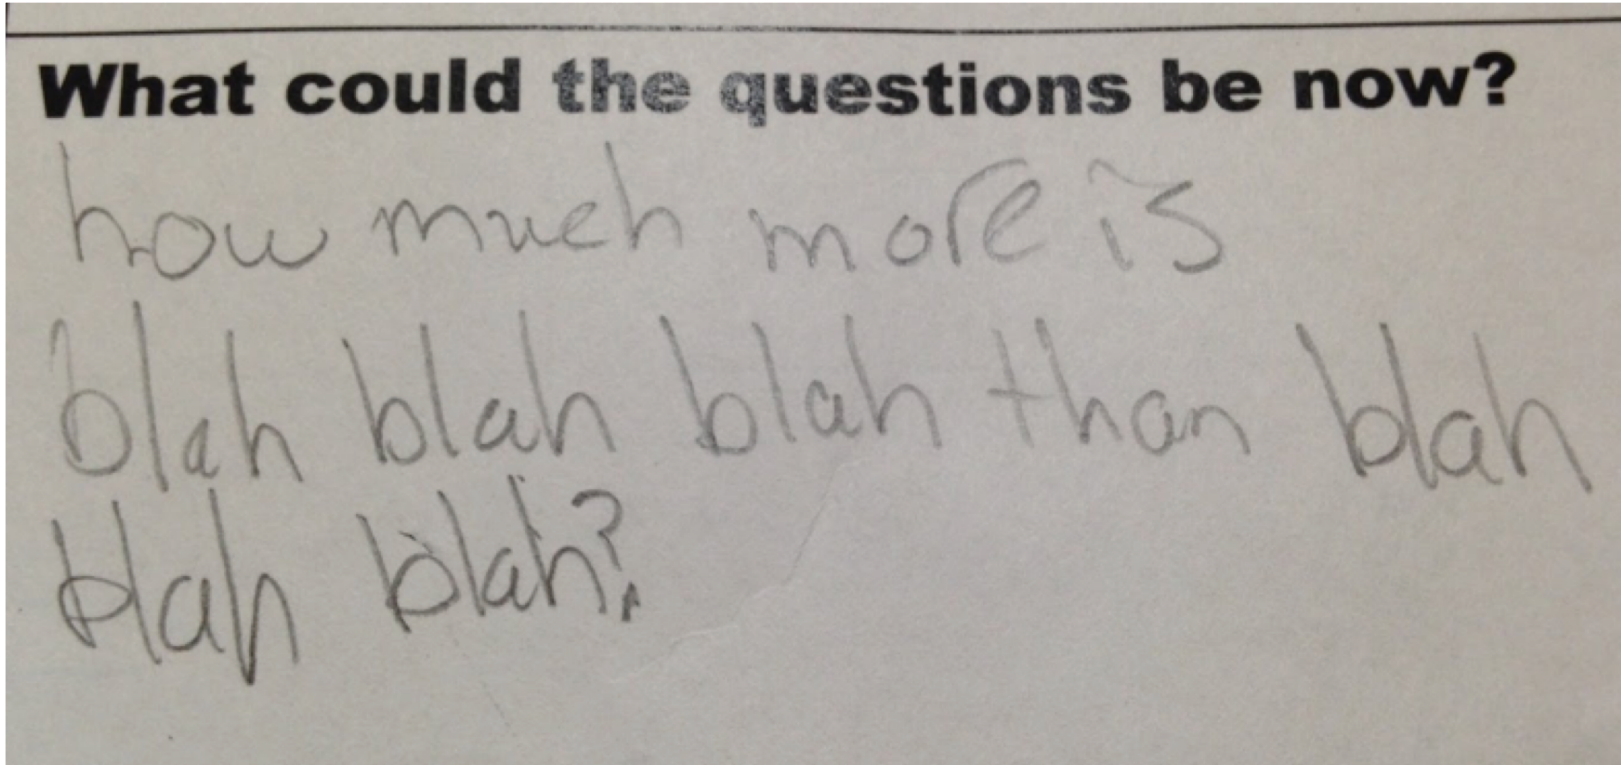 What could the questions be now?
how much more is
blah blah blah than blah
blah blah?